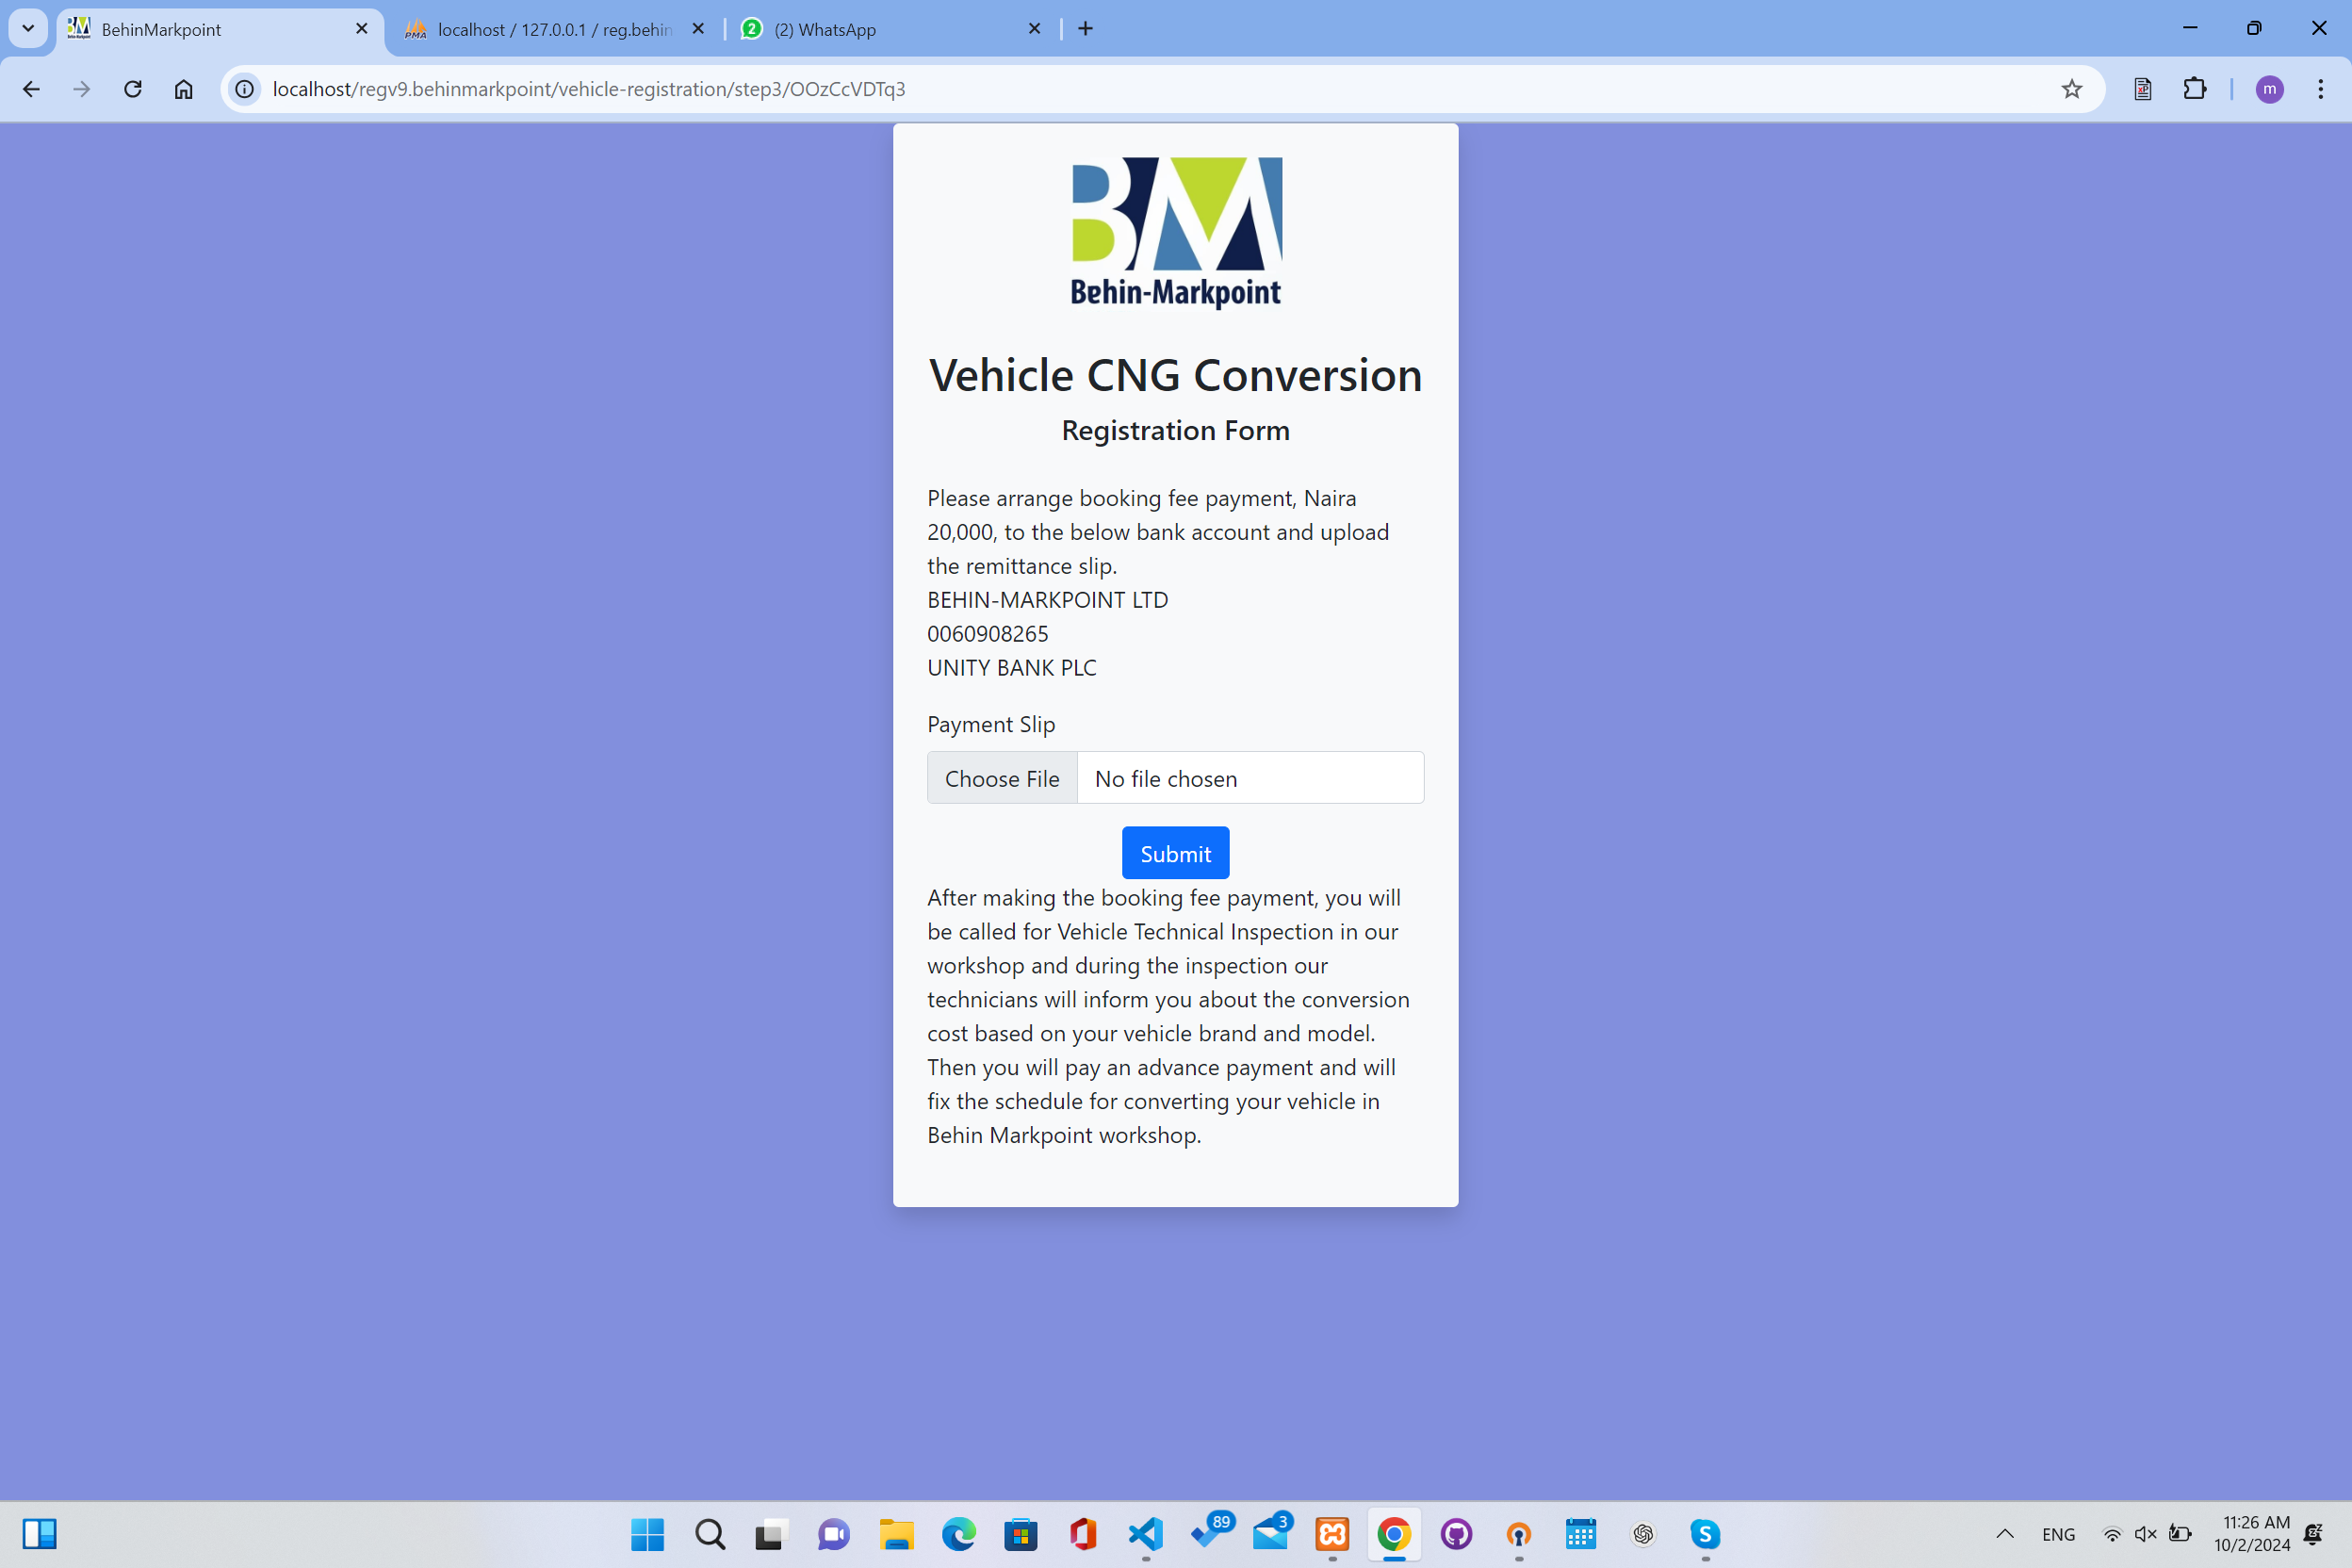 BehinMarkpoint
localhost / 127.0.0.1 / reg.behin
(2) WhatsApp
localhost/regv9.behinmarkpoint/vehicle-registration/step3/OOzCcVDTq3
m
BM
Behin-Markpoint
Vehicle CNG Conversion
Registration Form
Please arrange booking fee payment, Naira
20,000, to the below bank account and upload
the remittance slip.
BEHIN-MARKPOINT LTD
0060908265
UNITY BANK PLC
Payment Slip
Choose File No file chosen
Submit
After making the booking fee payment, you will
be called for Vehicle Technical Inspection in our
workshop and during the inspection our
technicians will inform you about the conversion
cost based on your vehicle brand and model.
Then you will pay an advance payment and will
fix the schedule for converting your vehicle in
Behin Markpoint workshop.
89
3
ENG
11:26 AM
10/2/2024